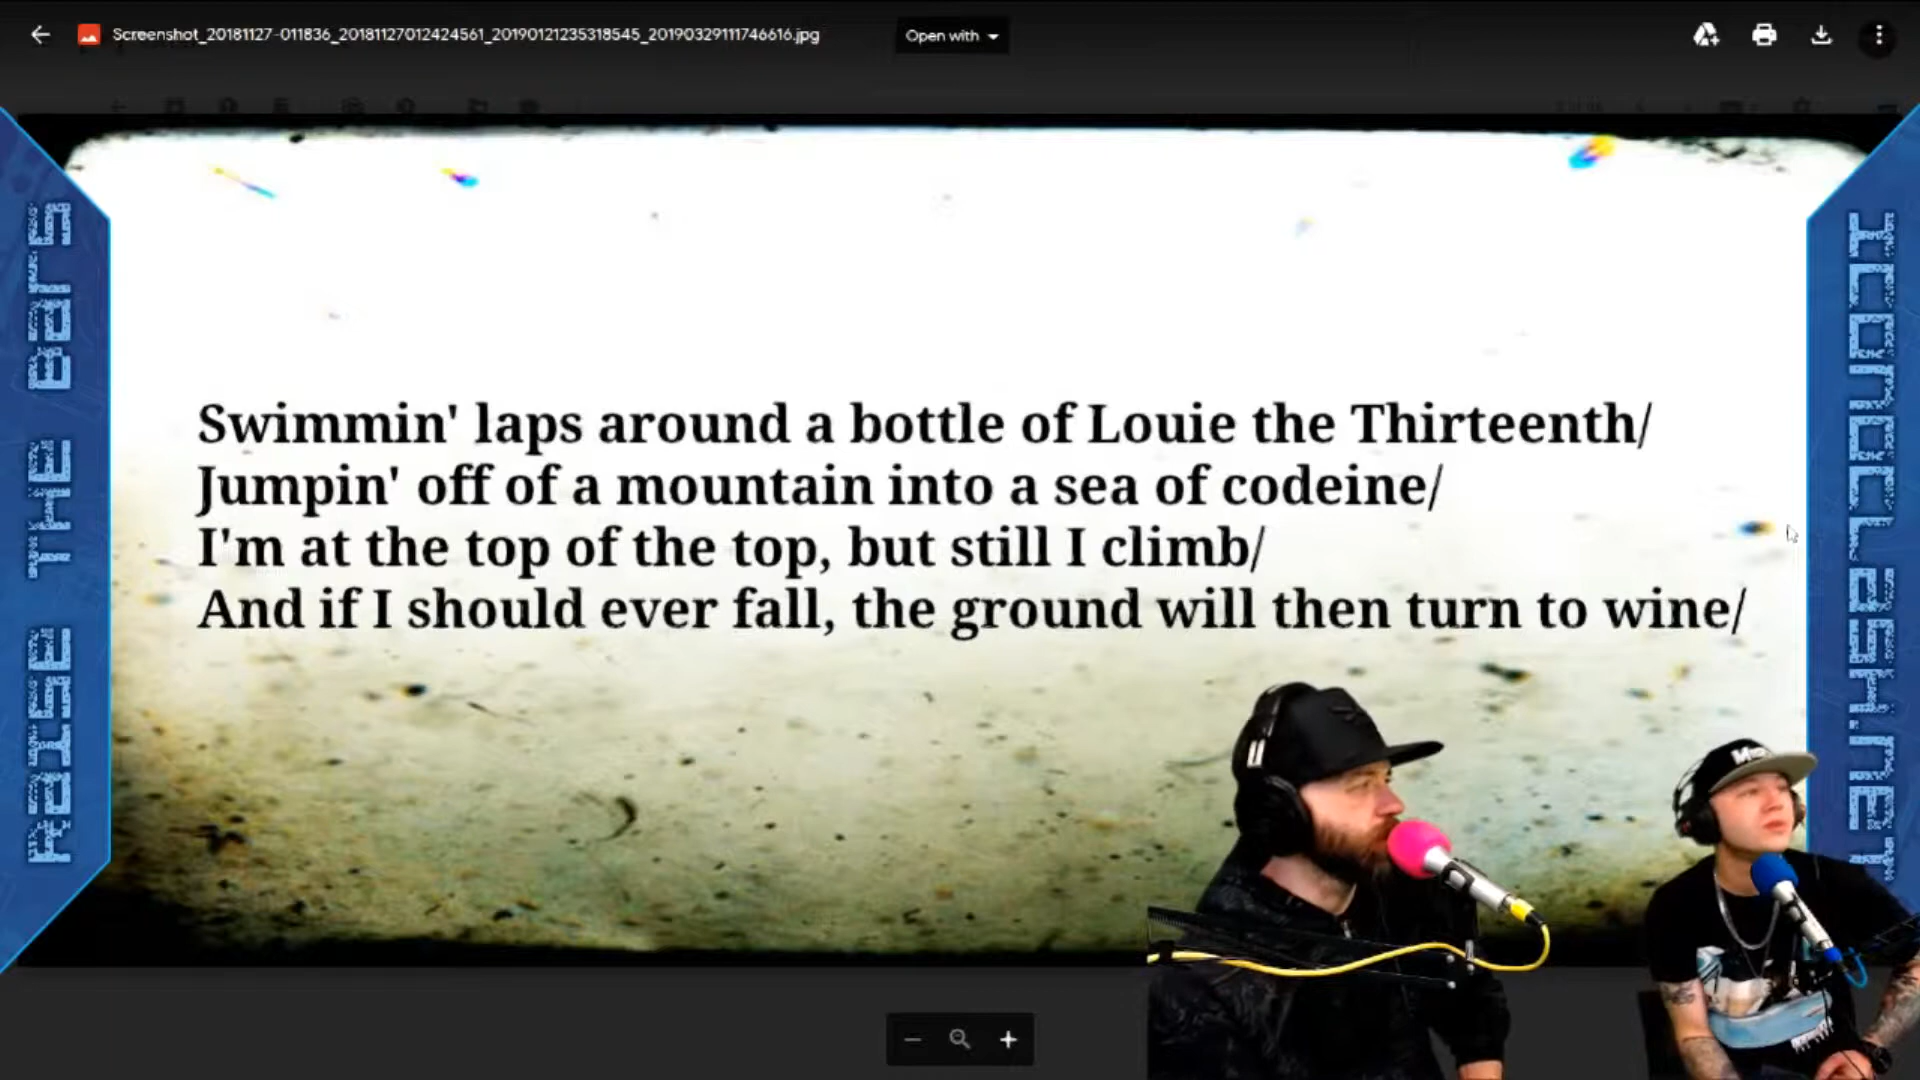 Screenshot_20181127-011836_20181127012424561_20190121235318545_20190329111746616.jpg
Open with
RAISE THE BARS
Swimmin' laps around a bottle of Louie the Thirteenth/
Jumpin' off of a mountain into a sea of codeine/
I'm at the top of the top, but still I climb/
And if I should ever fall, the ground will then turn to wine/